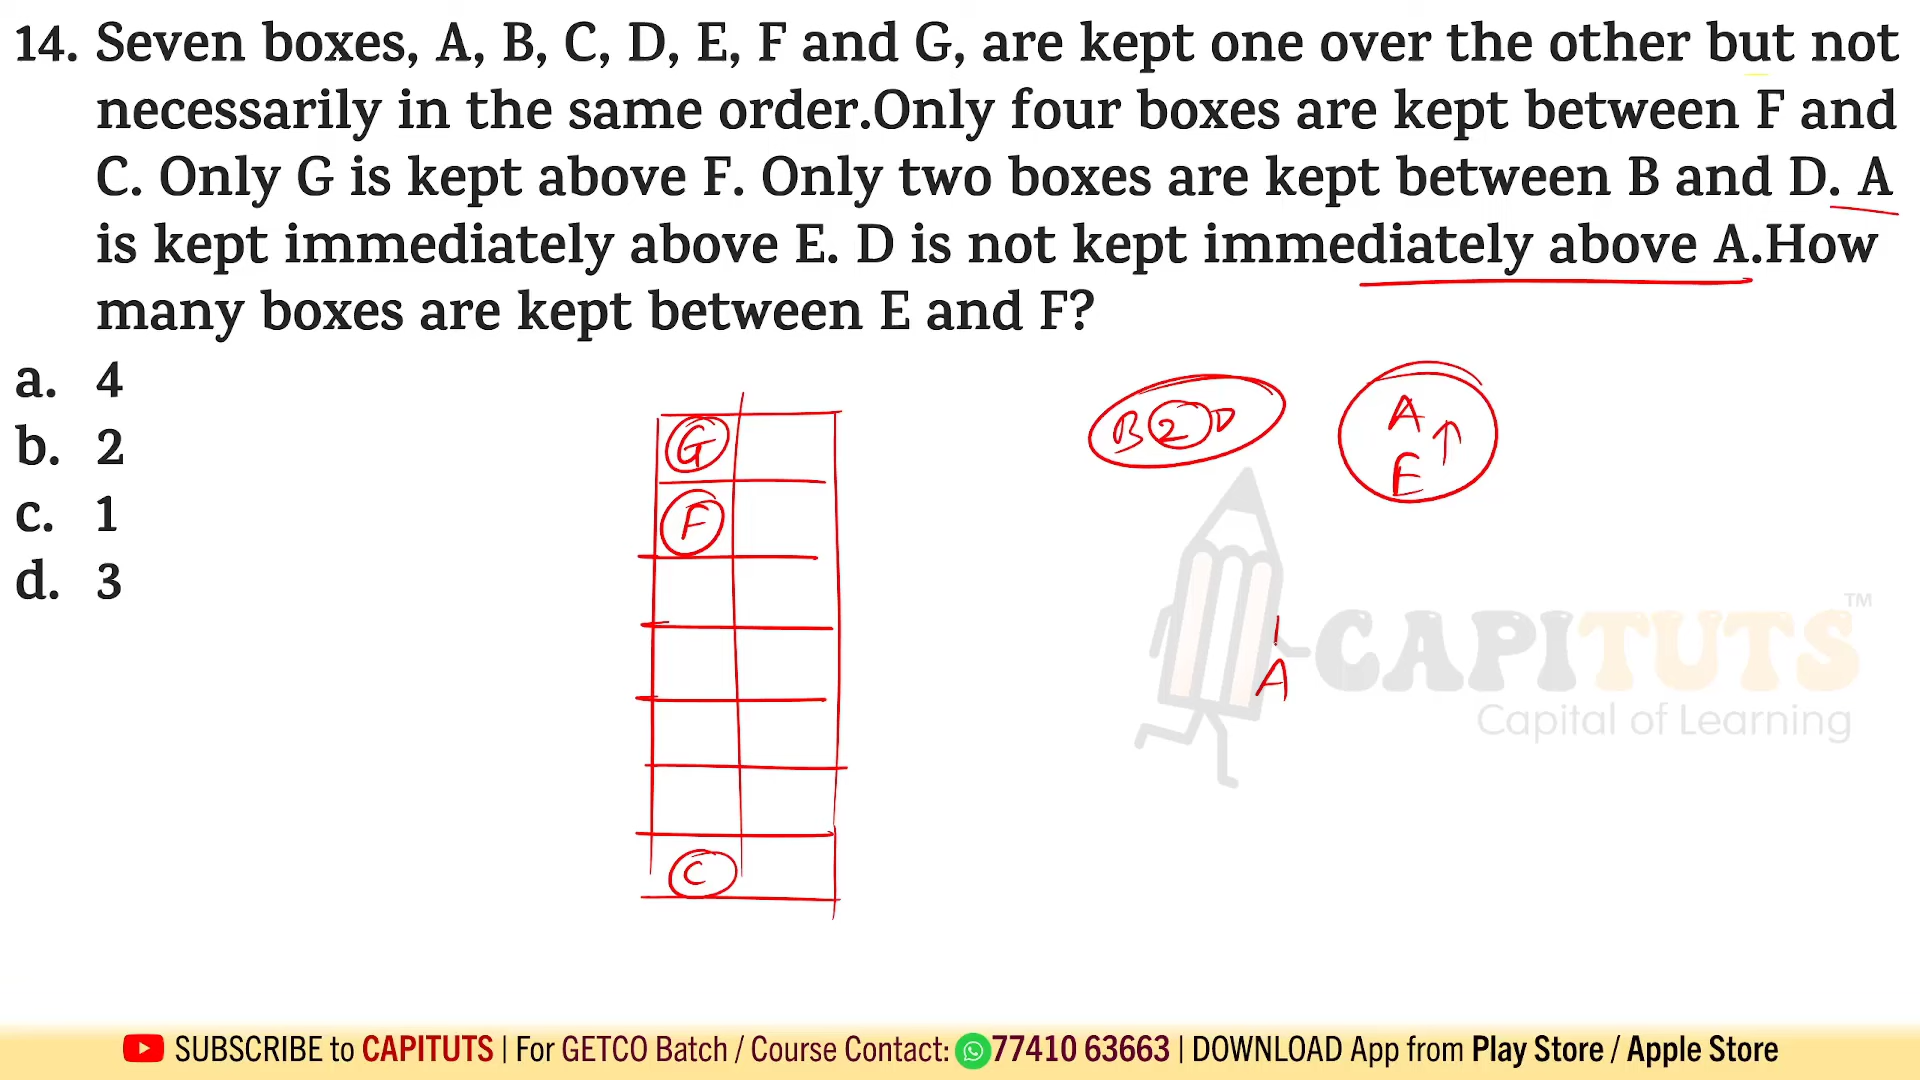 14. Seven boxes, A, B, C, D, E, F and G, are kept one over the other but not
necessarily in the same order.Only four boxes are kept between F and
C. Only G is kept above F. Only two boxes are kept between B and D. A
is kept immediately above E. D is not kept immediately above A.How
many boxes are kept between E and F?
a. 4
b. 2
c. 1
d. 3
G
F
C
B 2 D
A
E
A
CAPITUTS TM
Capital of Learning
SUBSCRIBE to CAPITUTS | For GETCO Batch / Course Contact: 77410 63663 | DOWNLOAD App from Play Store / Apple Store